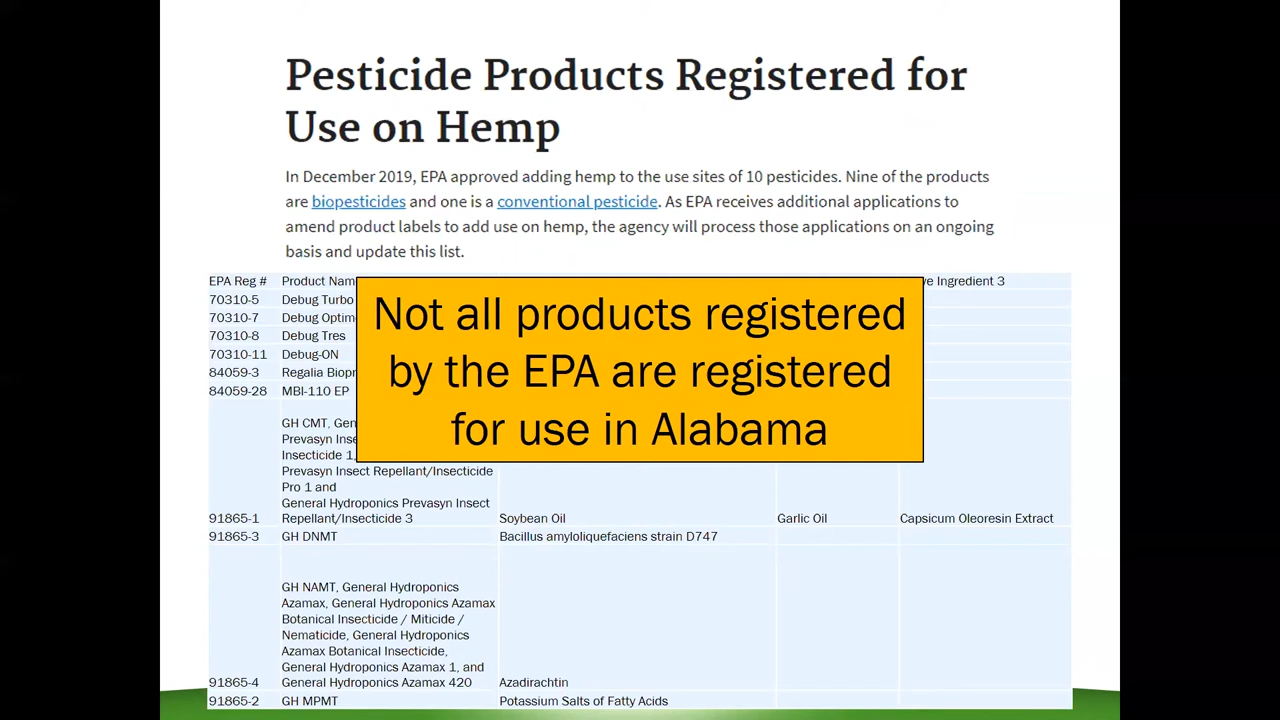 Pesticide Products Registered for
Use on Hemp
In December 2019, EPA approved adding hemp to the use sites of 10 pesticides. Nine of the products
are biopesticides and one is a conventional pesticide. As EPA receives additional applications to
amend product labels to add use on hemp, the agency will process those applications on an ongoing
basis and update this list.
EPA Reg # Product Ingredient 3
70310-5 Debug Turbo
70310-7 Debug
70310-8 Debug Tres
70310-11 Debug-ON
84059-3 Regalia
84059-28 MBI-110 EP
Not all products registered
by the EPA are registered
for use in Alabama
GH CMT,
Prevasyn
Insecticide 1,
Prevasyn Insect Repellant/Insecticide
Pro 1 and
General Hydroponics Prevasyn Insect
91865-1 Repellant/Insecticide 3 Soybean Oil Garlic Oil Capsicum Oleoresin Extract
91865-3 GH DNMT Bacillus amyloliquefaciens strain D747
GH NAMT, General Hydroponics
Azamax, General Hydroponics Azamax
Botanical Insecticide / Miticide /
Nematicide, General Hydroponics
Azamax Botanical Insecticide,
General Hydroponics Azamax 1, and
91865-4 General Hydroponics Azamax 420 Azadirachtin
91865-2 GH MPMT Potassium Salts of Fatty Acids